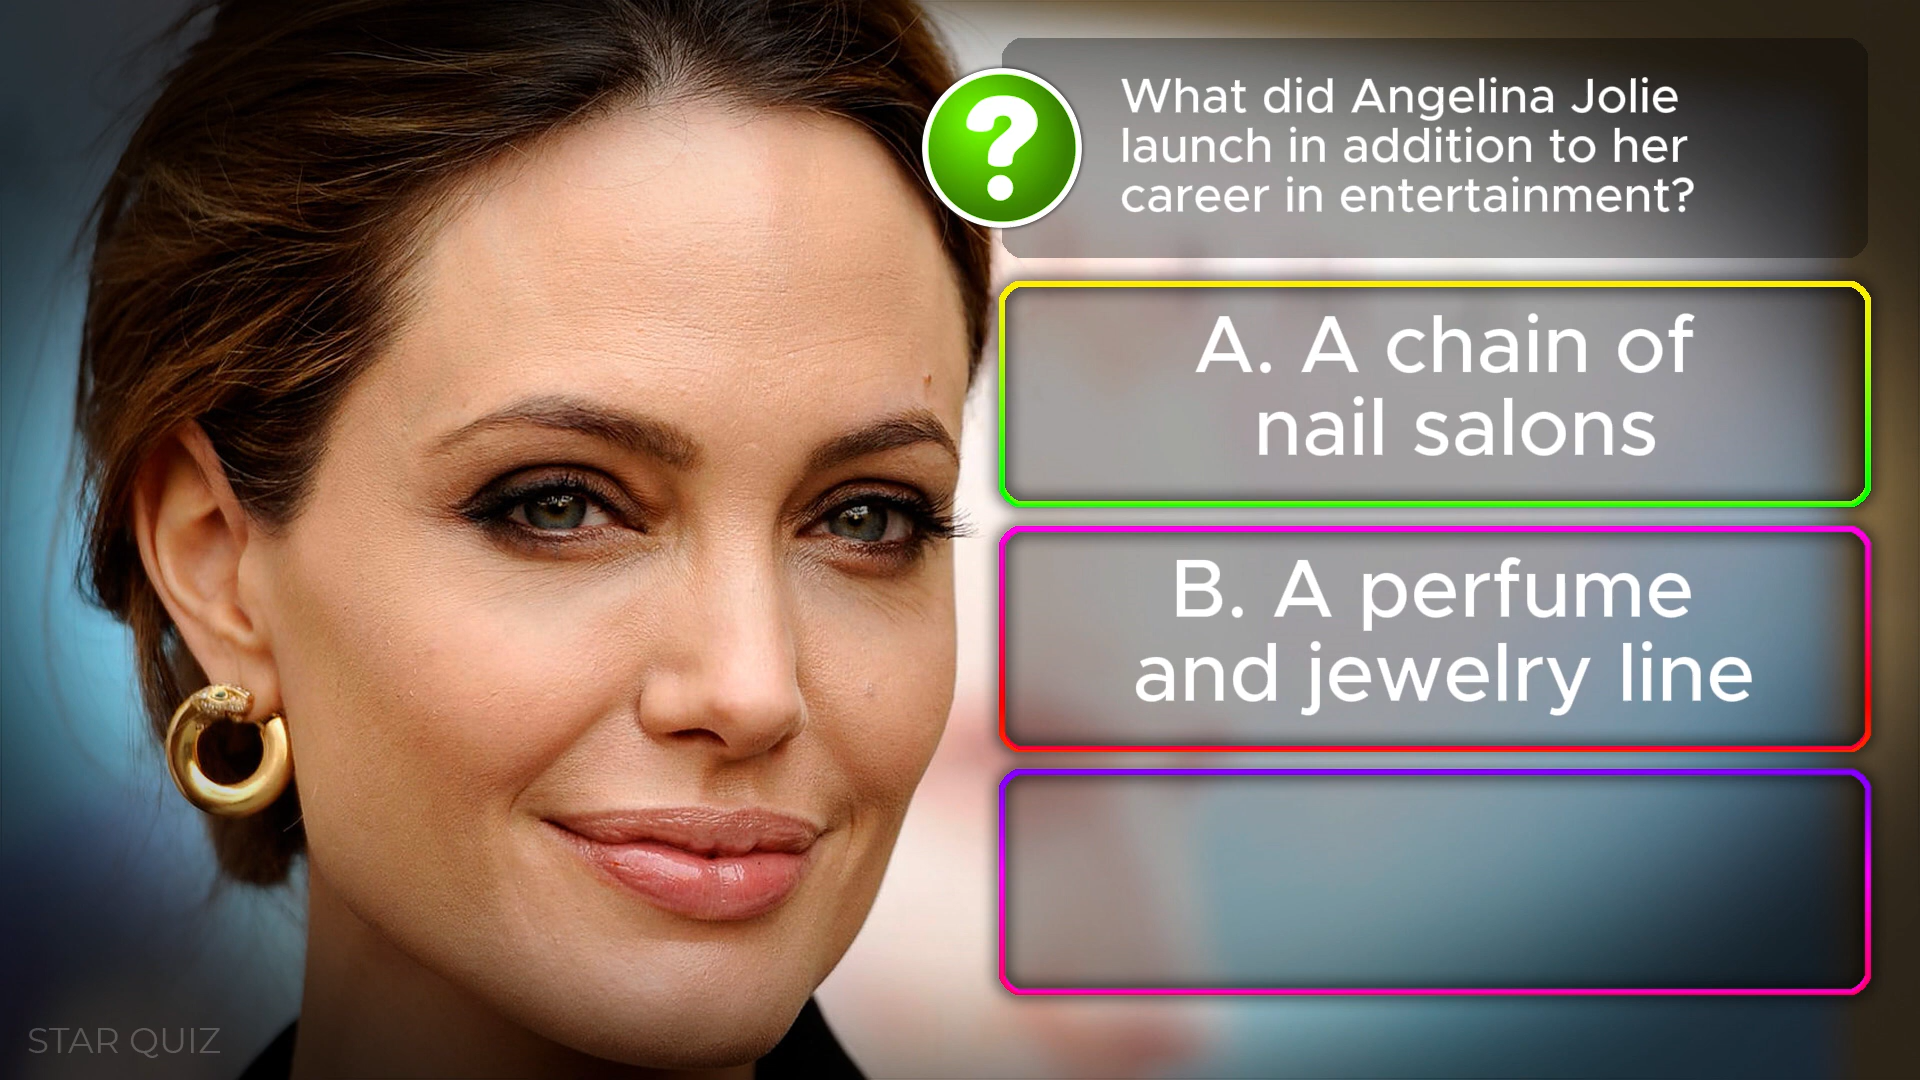 ?
What did Angelina Jolie
launch in addition to her
career in entertainment?
A. A chain of
nail salons
B. A perfume
and jewelry line
STAR QUIZ